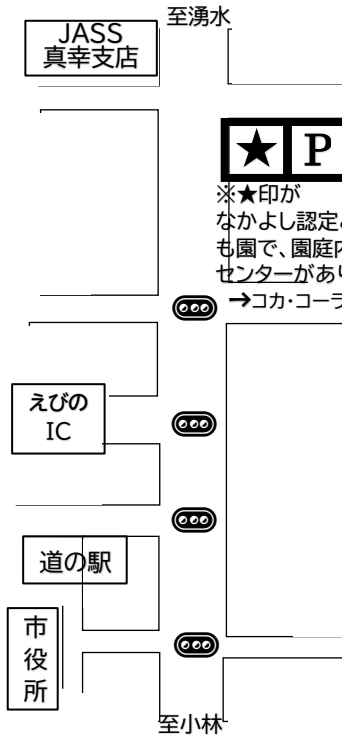 至湧水
JASS
真幸支店
★ P
※★印が
なかよし認定
も園で、園庭内
センターがあり
→コカ・コーラ
えびの
IC
道の駅
市
役
所
至小林